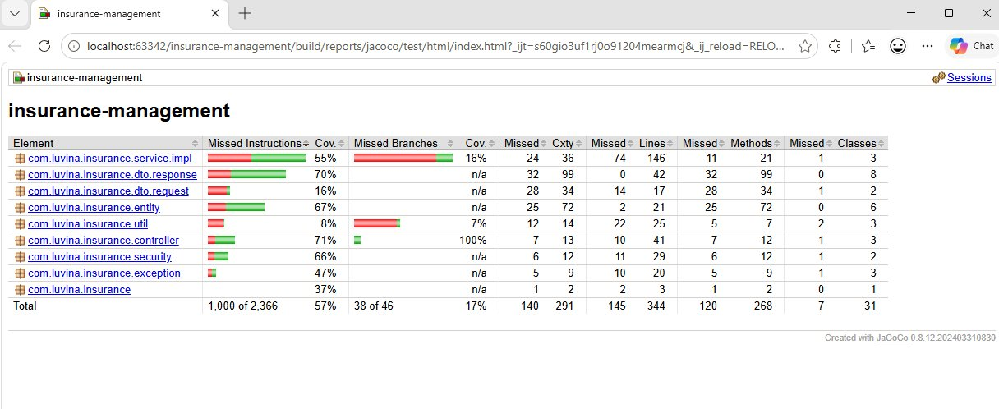 insurance-management
localhost:63342/insurance-management/build/reports/jacoco/test/html/index.html?_ijt=s60gio3uf1rj0o91204mearmcj&_ij_reload=RELO... Chat
insurance-management Sessions
insurance-management
Element Missed Instructions Cov. Missed Branches Cov. Missed Cxty Missed Lines Missed Methods Missed Classes
com.luvina.insurance.service.impl 55% 16% 24 36 74 146 11 21 1 3
com.luvina.insurance.dto.response 70% n/a 32 99 0 42 32 99 0 8
com.luvina.insurance.dto.request 16% n/a 28 34 14 17 28 34 1 2
com.luvina.insurance.entity 67% n/a 25 72 2 21 25 72 0 6
com.luvina.insurance.util 8% 7% 12 14 22 25 5 7 2 3
com.luvina.insurance.controller 71% 100% 7 13 10 41 7 12 1 3
com.luvina.insurance.security 66% n/a 6 12 11 29 6 12 1 2
com.luvina.insurance.exception 47% n/a 5 9 10 20 5 9 1 3
com.luvina.insurance 37% n/a 1 2 2 3 1 2 0 1
Total 1,000 of 2,366 57% 38 of 46 17% 140 291 145 344 120 268 7 31
Created with JaCoCo 0.8.12.202403310830